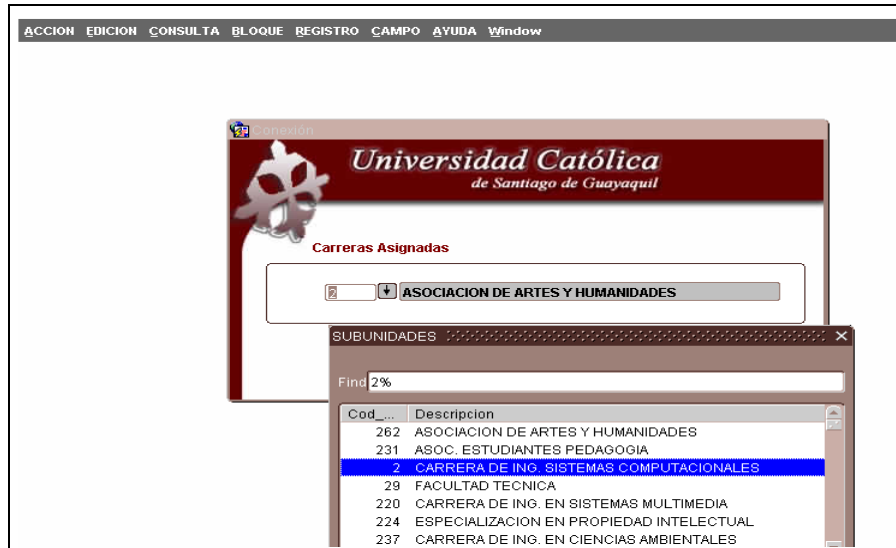 ACCION EDICION CONSULTA BLOQUE REGISTRO CAMPO AYUDA Window
Conexión
Universidad Católica
de Santiago de Guayaquil
Carreras Asignadas
2 ASOCIACION DE ARTES Y HUMANIDADES
SUBUNIDADES
Find 2%
Cod_... Descripcion
262 ASOCIACION DE ARTES Y HUMANIDADES
231 ASOC. ESTUDIANTES PEDAGOGIA
2 CARRERA DE ING. SISTEMAS COMPUTACIONALES
29 FACULTAD TECNICA
220 CARRERA DE ING. EN SISTEMAS MULTIMEDIA
224 ESPECIALIZACION EN PROPIEDAD INTELECTUAL
237 CARRERA DE ING. EN CIENCIAS AMBIENTALES